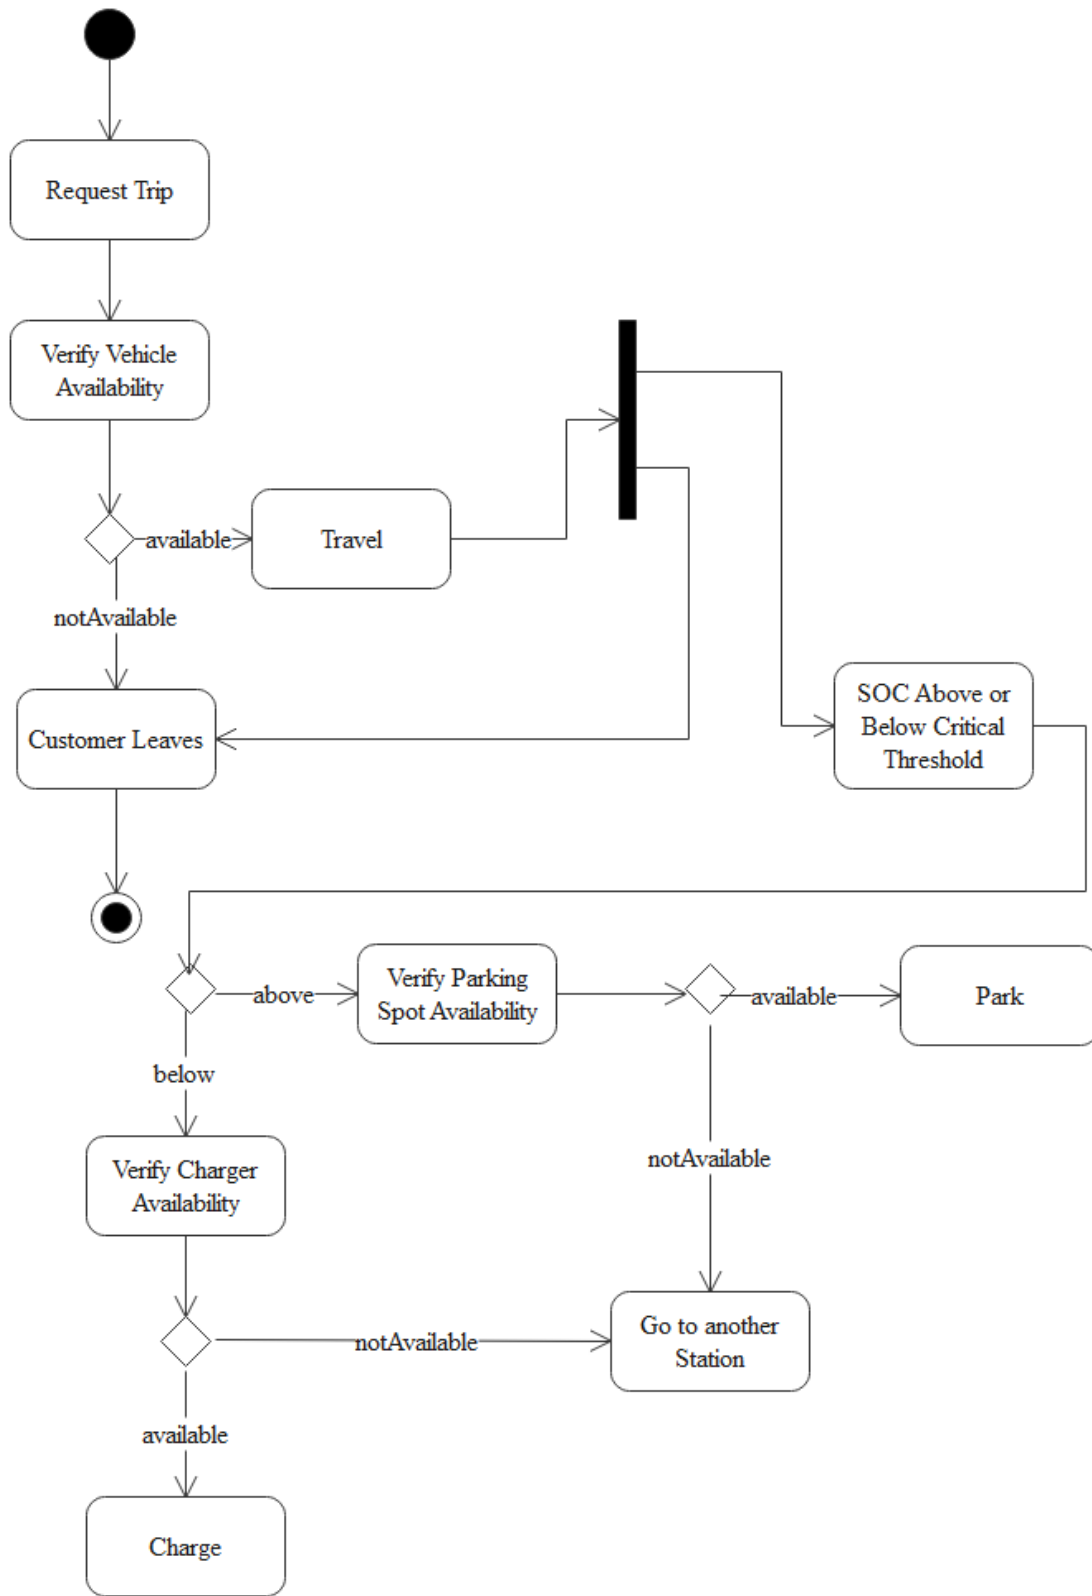 Request Trip
Verify Vehicle
Availability
available
Travel
notAvailable
Customer Leaves
SOC Above or
Below Critical
Threshold
above
Verify Parking
Spot Availability
available
Park
below
notAvailable
Verify Charger
Availability
notAvailable
Go to another
Station
available
Charge